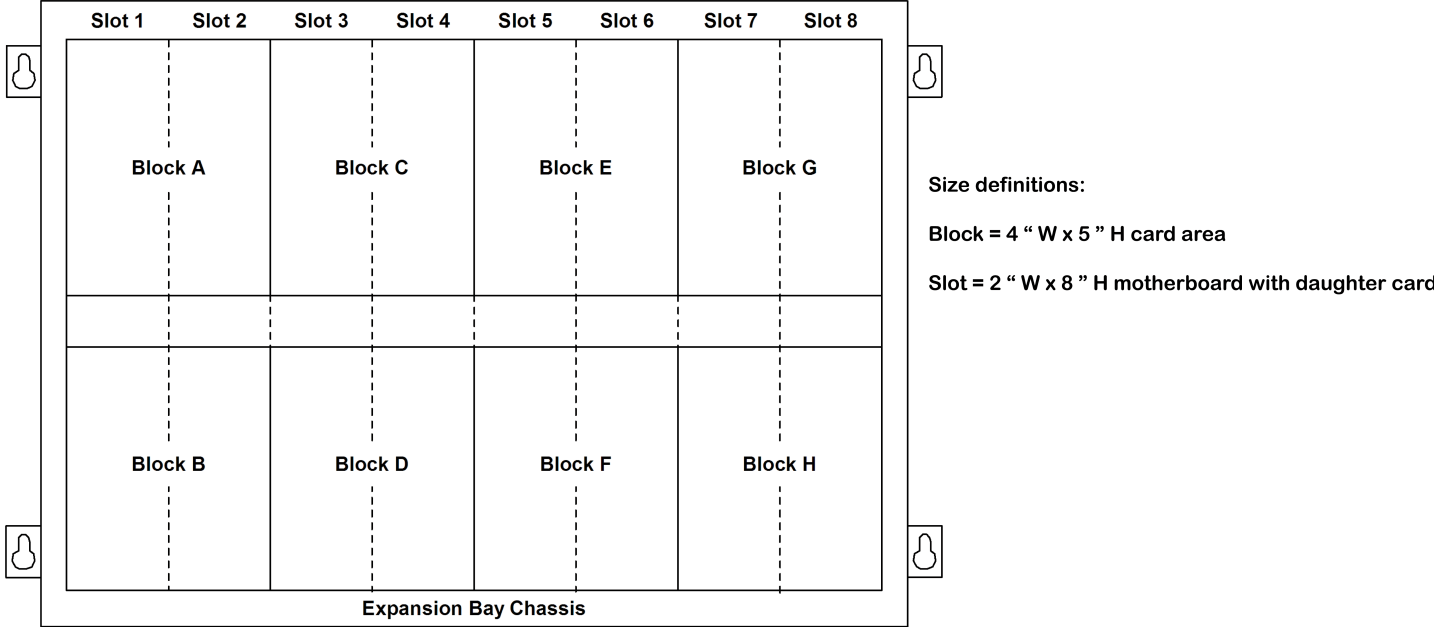 Slot 1 Slot 2 Slot 3 Slot 4 Slot 5 Slot 6 Slot 7 Slot 8
Block A Block C Block E Block G
Size definitions:
Block = 4 “ W x 5 ” H card area
Slot = 2 “ W x 8 ” H motherboard with daughter card
Block B Block D Block F Block H
Expansion Bay Chassis